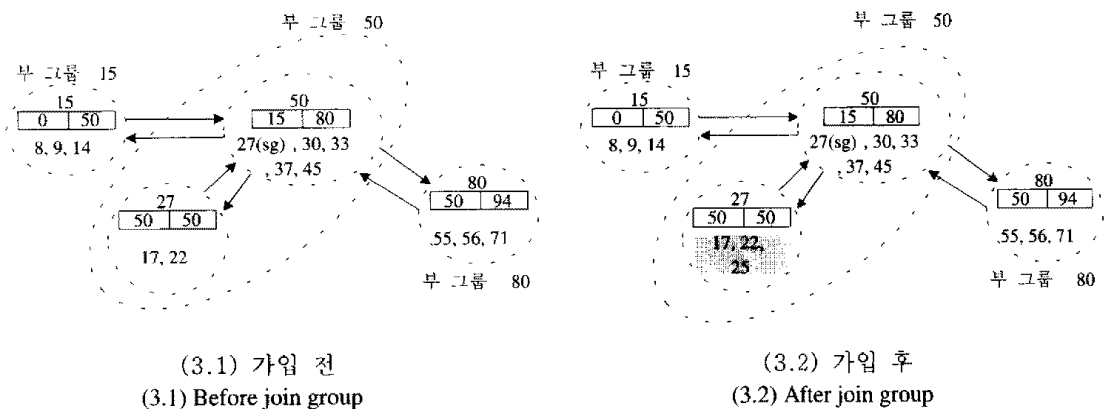 부 그룹 50
부 그룹 15
15
0 50
8, 9, 14
50
15 80
27(sg) , 30, 33
, 37, 45
27
50 50
17, 22
80
50 94
55, 56, 71
부 그룹 80
(3.1) 가입 전
(3.1) Before join group
부 그룹 50
부 그룹 15
15
0 50
8, 9, 14
50
15 80
27(sg) , 30, 33
, 37, 45
27
50 50
17, 22,
25
80
50 94
55, 56, 71
부 그룹 80
(3.2) 가입 후
(3.2) After join group